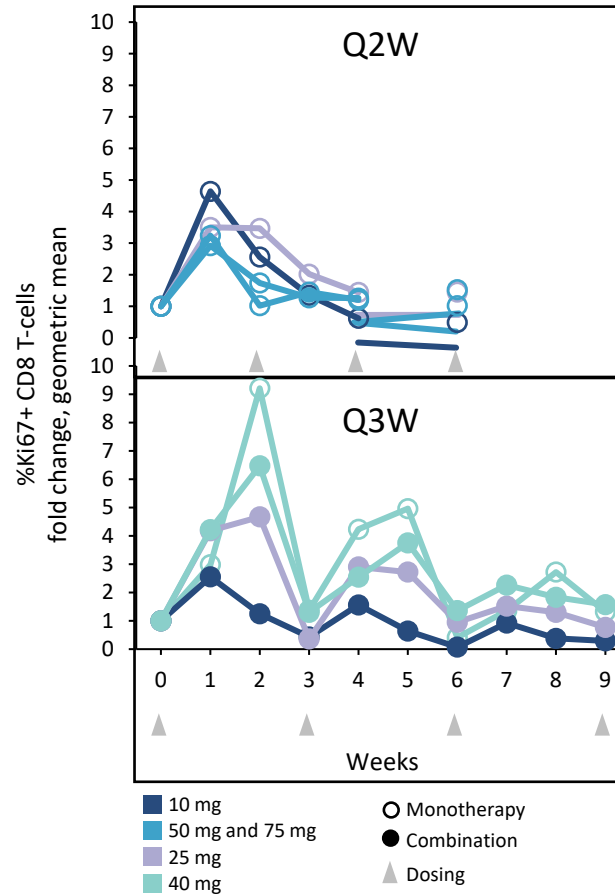 %Ki67+ CD8 T-cells
fold change, geometric mean
Q2W
10
9
8
7
6
5
4
3
2
1
0
Q3W
10
9
8
7
6
5
4
3
2
1
0
0 1 2 3 4 5 6 7 8 9
Weeks
10 mg
50 mg and 75 mg
25 mg
40 mg
Monotherapy
Combination
Dosing